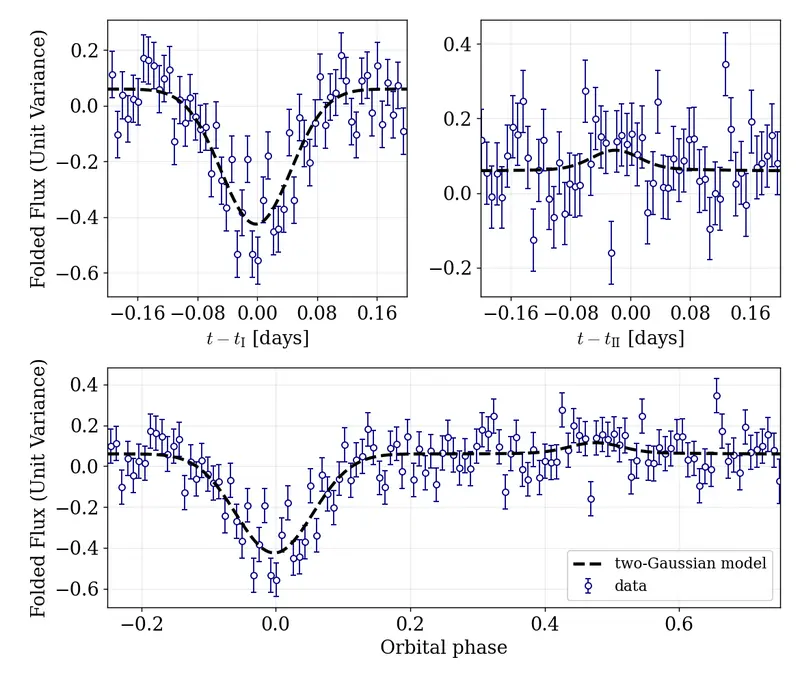 Folded Flux (Unit Variance)
0.2
0.0
−0.2
−0.4
−0.6
−0.16 −0.08 0.00 0.08 0.16
t − tI [days]
0.4
0.2
0.0
−0.2
−0.16 −0.08 0.00 0.08 0.16
t − tII [days]
Folded Flux (Unit Variance)
0.4
0.2
0.0
−0.2
−0.4
−0.6
two-Gaussian model
data
−0.2 0.0 0.2 0.4 0.6
Orbital phase